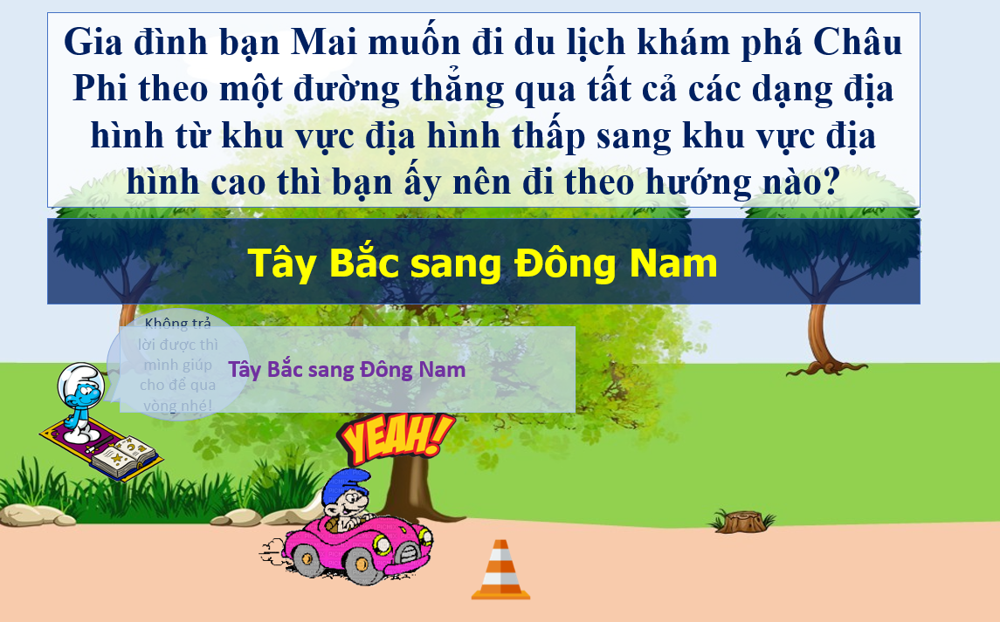 Gia đình bạn Mai muốn đi du lịch khám phá Châu
Phi theo một đường thẳng qua tất cả các dạng địa
hình từ khu vực địa hình thấp sang khu vực địa
hình cao thì bạn ấy nên đi theo hướng nào?
Tây Bắc sang Đông Nam
Không trả
lời được thì
mình giúp
cho để qua
vòng nhé!
Tây Bắc sang Đông Nam
YEAH!